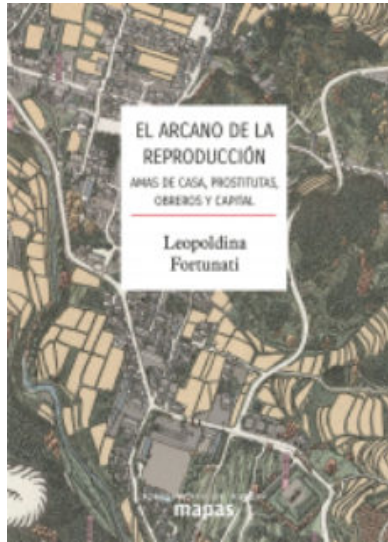 EL ARCANO DE LA
REPRODUCCIÓN
AMAS DE CASA, PROSTITUTAS,
OBREROS Y CAPITAL
Leopoldina
Fortunati
mapas